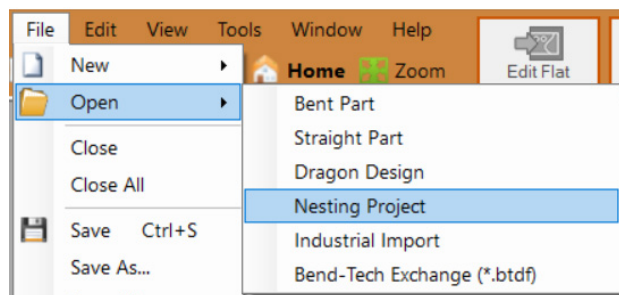 File Edit View Tools Window Help
New Home Zoom Edit Flat
Open
Bent Part
Straight Part
Dragon Design
Nesting Project
Industrial Import
Bend-Tech Exchange (*.btdf)
Close
Close All
Save Ctrl+S
Save As...